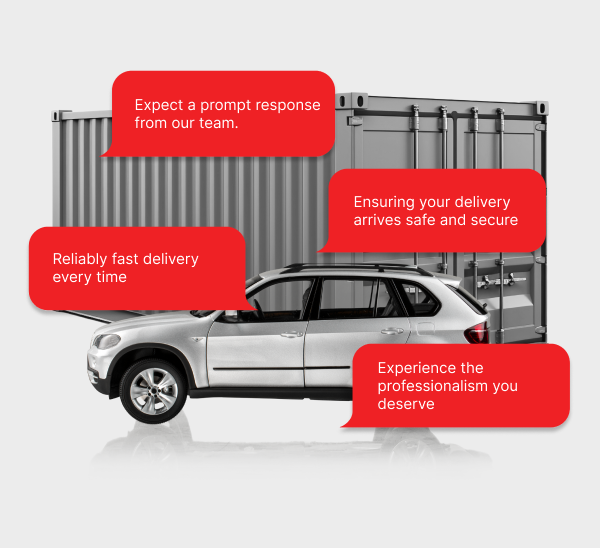 Expect a prompt response
from our team.
Ensuring your delivery
arrives safe and secure
Reliably fast delivery
every time
Experience the
professionalism you
deserve